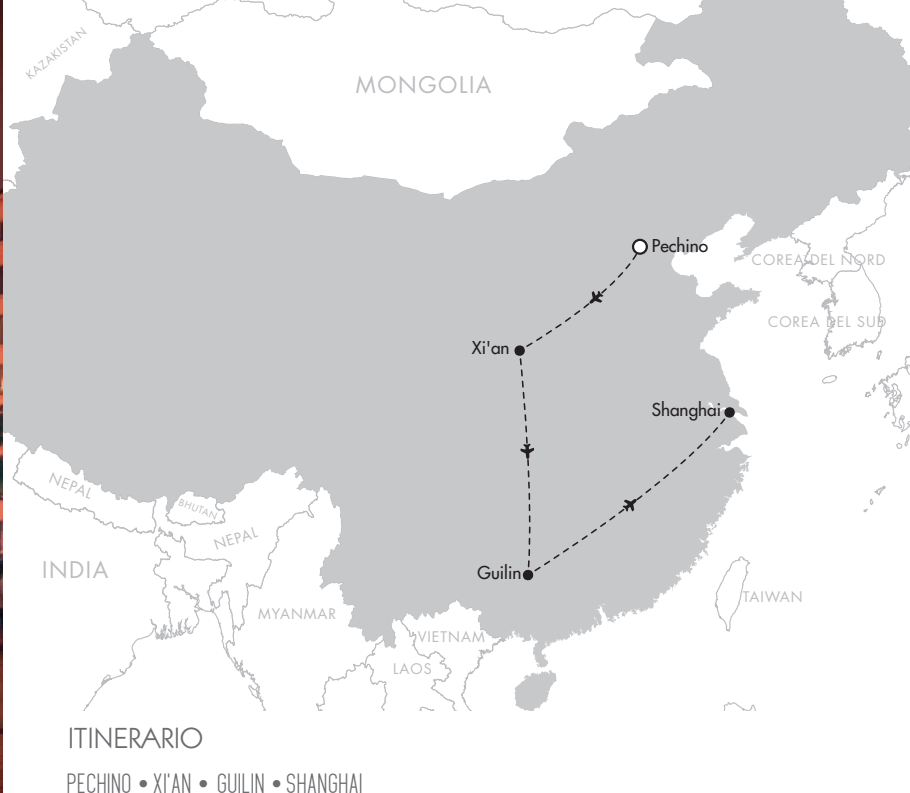 KAZAKISTAN
MONGOLIA
Pechino
COREA DEL NORD
COREA DEL SUD
Xi'an
Shanghai
NEPAL
BHUTAN
NEPAL
INDIA
Guilin
TAIWAN
MYANMAR
VIETNAM
LAOS
ITINERARIO
PECHINO • XI'AN • GUILIN • SHANGHAI